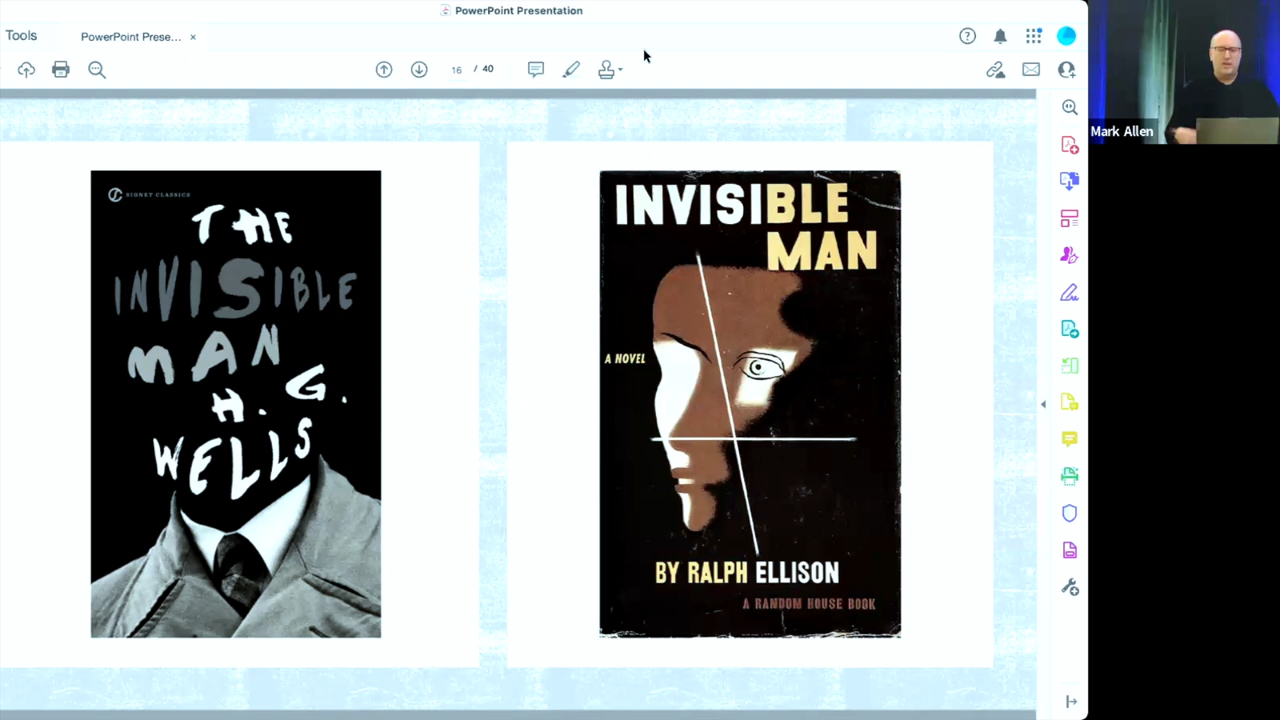 PowerPoint Presentation
Tools
PowerPoint Prese... ×
16 / 40
Mark Allen
SIGNET CLASSICS
THE
INVISIBLE
MAN
H. G.
WELLS
INVISIBLE
MAN
A NOVEL
BY RALPH ELLISON
A RANDOM HOUSE BOOK